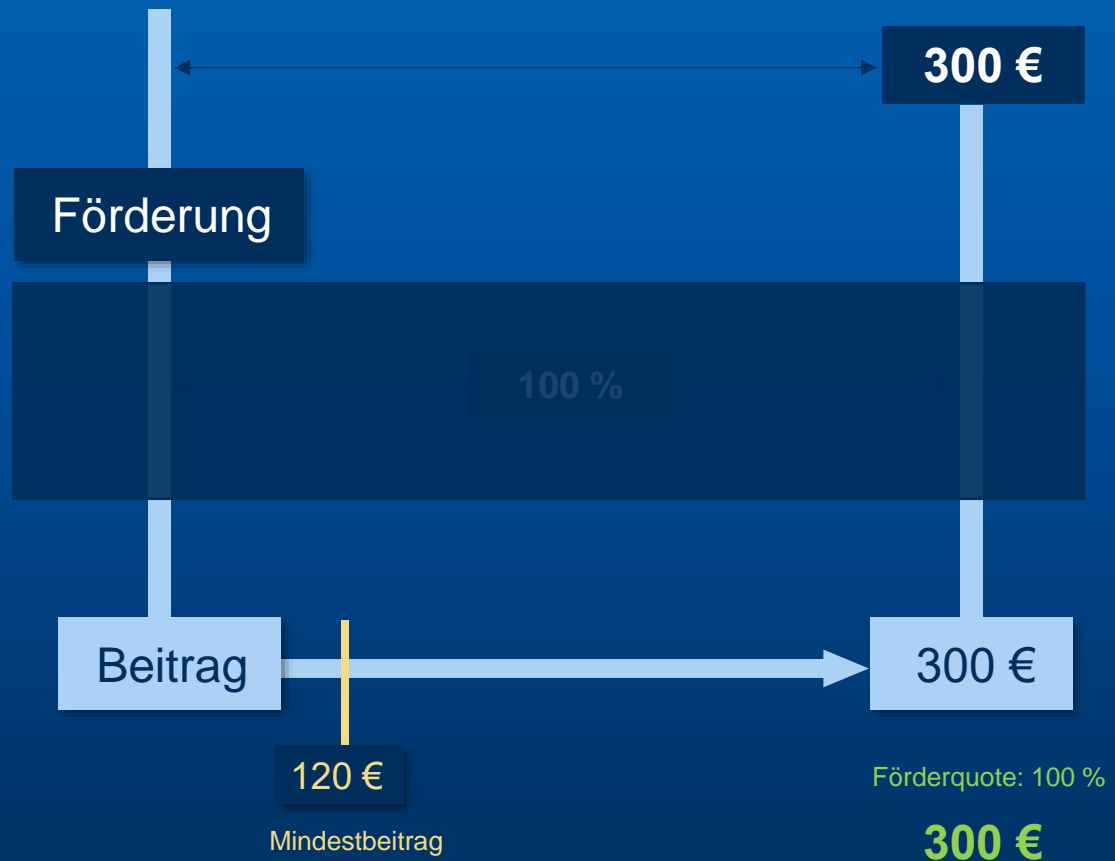 300 €
Förderung
100 %
Beitrag
300 €
120 €
Förderquote: 100 %
Mindestbeitrag
300 €